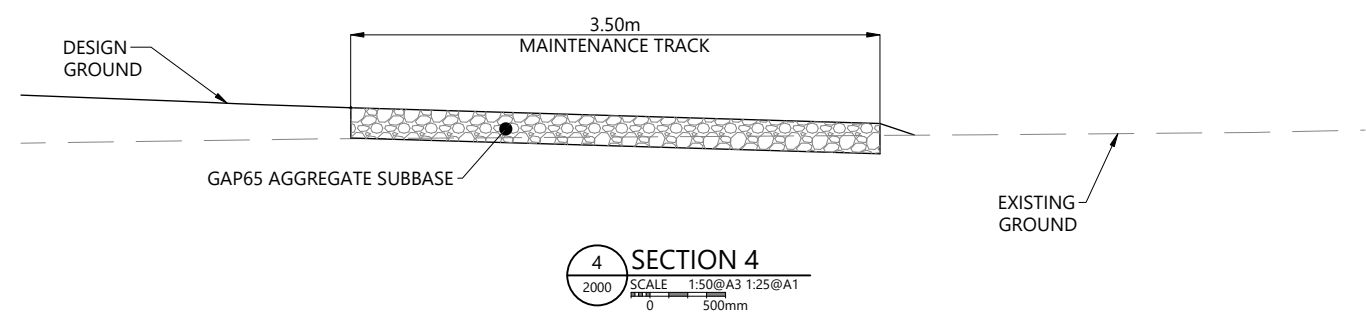 3.50m
MAINTENANCE TRACK
DESIGN
GROUND
GAP65 AGGREGATE SUBBASE
EXISTING
GROUND
4
2000
SECTION 4
SCALE 1:50@A3 1:25@A1
0 500mm